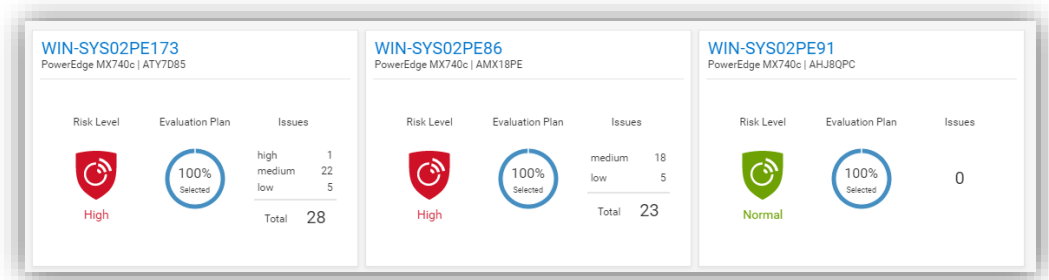 WIN-SYS02PE173
PowerEdge MX740c | ATY7D85
Risk Level Evaluation Plan Issues
high 1
medium 22
low 5
100%
Selected
High
Total 28
WIN-SYS02PE86
PowerEdge MX740c | AMX18PE
Risk Level Evaluation Plan Issues
medium 18
low 5
100%
Selected
High
Total 23
WIN-SYS02PE91
PowerEdge MX740c | AHJ8QPC
Risk Level Evaluation Plan Issues
100%
Selected
0
Normal